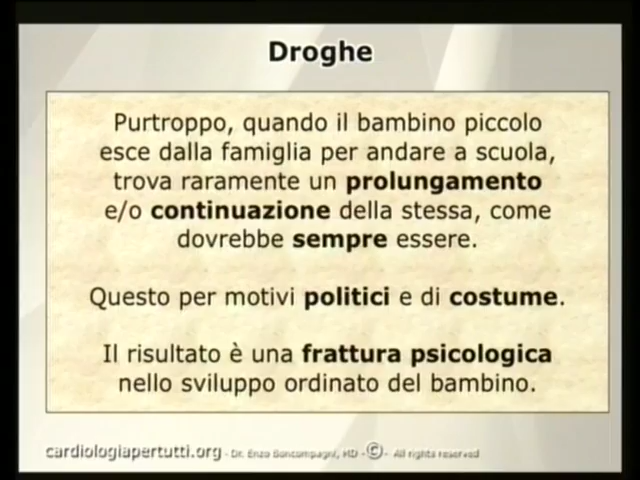 Droghe
Purtroppo, quando il bambino piccolo
esce dalla famiglia per andare a scuola,
trova raramente un prolungamento
e/o continuazione della stessa, come
dovrebbe sempre essere.
Questo per motivi politici e di costume.
Il risultato è una frattura psicologica
nello sviluppo ordinato del bambino.
cardiologiapertutti.org - Dr. Enzo Boncompagni, MD - © - All rights reserved